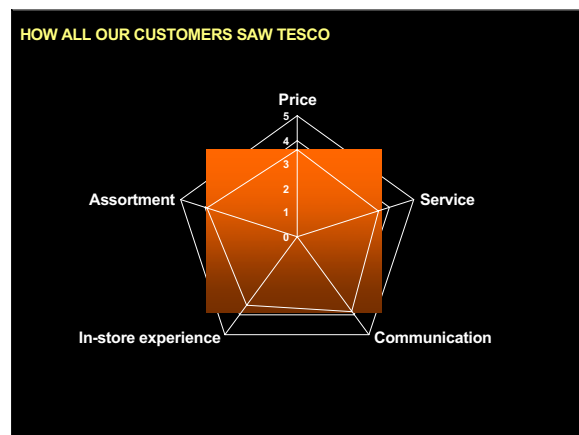 HOW ALL OUR CUSTOMERS SAW TESCO
Price
5
4
3
2
1
0
Assortment
Service
In-store experience
Communication